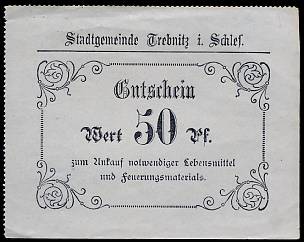 Stadtgemeinde Trebnitz i. Schles.
Gutschein
Wert 50 Pf.
zum Ankauf notwendiger Lebensmittel
und Feuerungsmaterials.